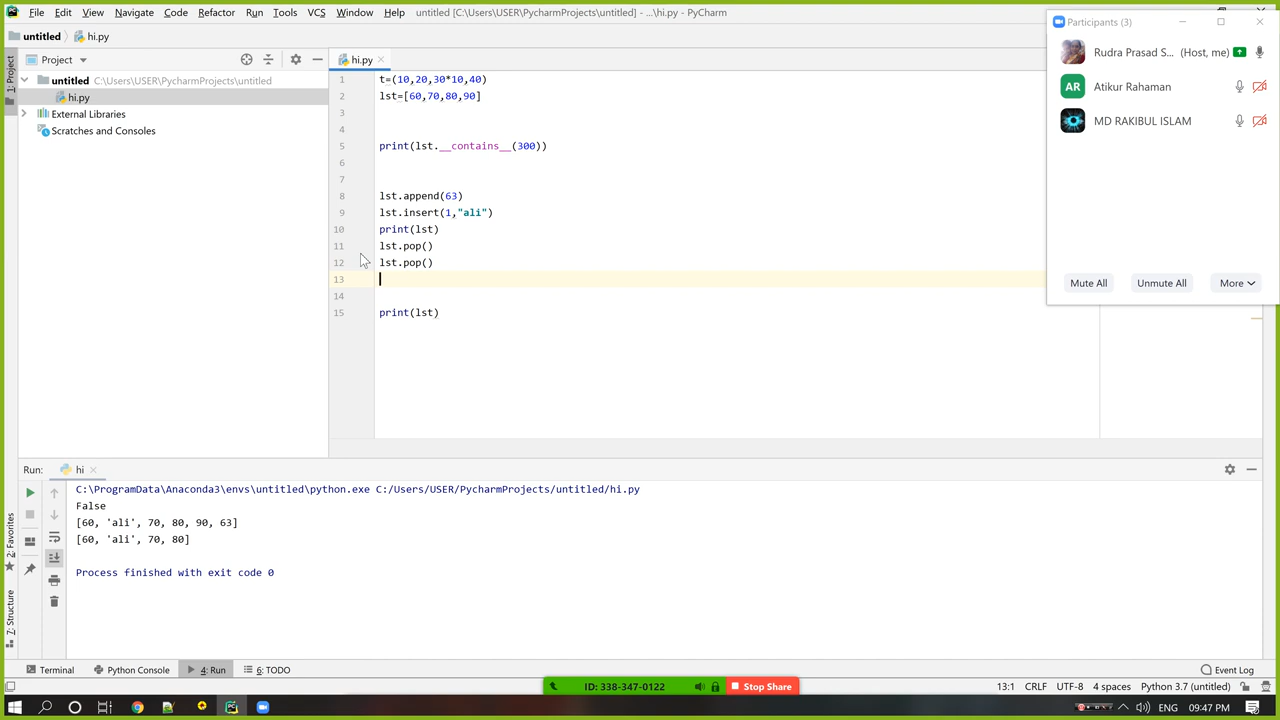 File Edit View Navigate Code Refactor Run Tools VCS Window Help untitled [C:\Users\USER\PycharmProjects\untitled] - ...\hi.py - PyCharm
untitled hi.py
Project
hi.py
untitled C:\Users\USER\PycharmProjects\untitled
hi.py
External Libraries
Scratches and Consoles
1: Project
1 t=(10,20,30*10,40)
2 lst=[60,70,80,90]
3
4
5 print(lst.__contains__(300))
6
7
8 lst.append(63)
9 lst.insert(1,"ali")
10 print(lst)
11 lst.pop()
12 lst.pop()
13
14
15 print(lst)
Participants (3)
Rudra Prasad S... (Host, me)
AR Atikur Rahaman
MD RAKIBUL ISLAM
Mute All Unmute All More
Run: hi
C:\ProgramData\Anaconda3\envs\untitled\python.exe C:/Users/USER/PycharmProjects/untitled/hi.py
False
[60, 'ali', 70, 80, 90, 63]
[60, 'ali', 70, 80]
Process finished with exit code 0
2: Favorites
7: Structure
Terminal Python Console 4: Run 6: TODO Event Log
ID: 338-347-0122 Stop Share
13:1 CRLF UTF-8 4 spaces Python 3.7 (untitled)
ENG 09:47 PM